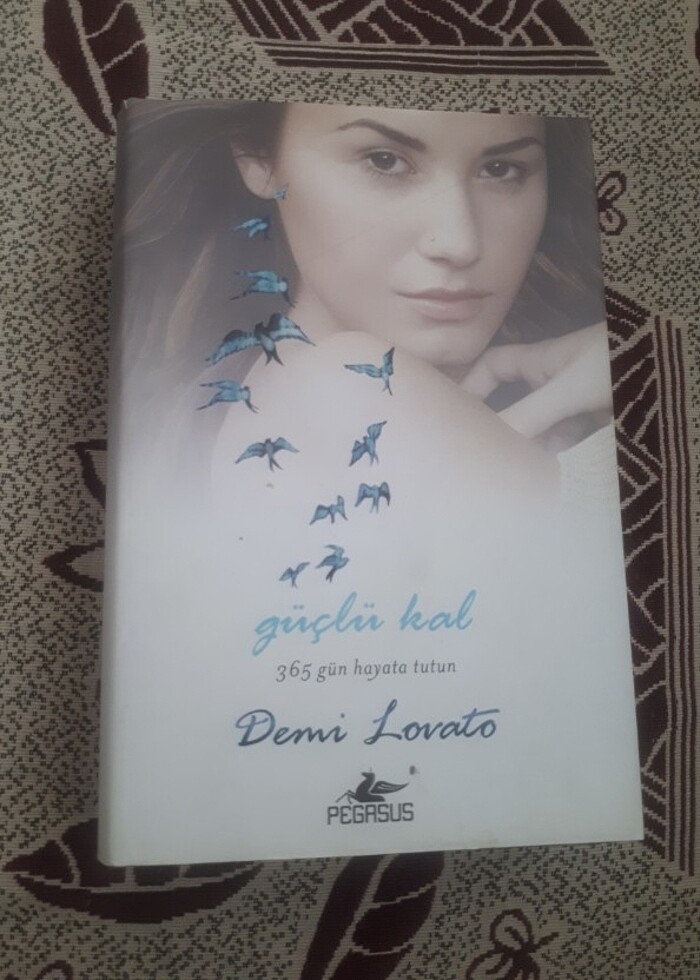 güçlü kal
365 gün hayata tutun
Demi Lovato
PEGASUS